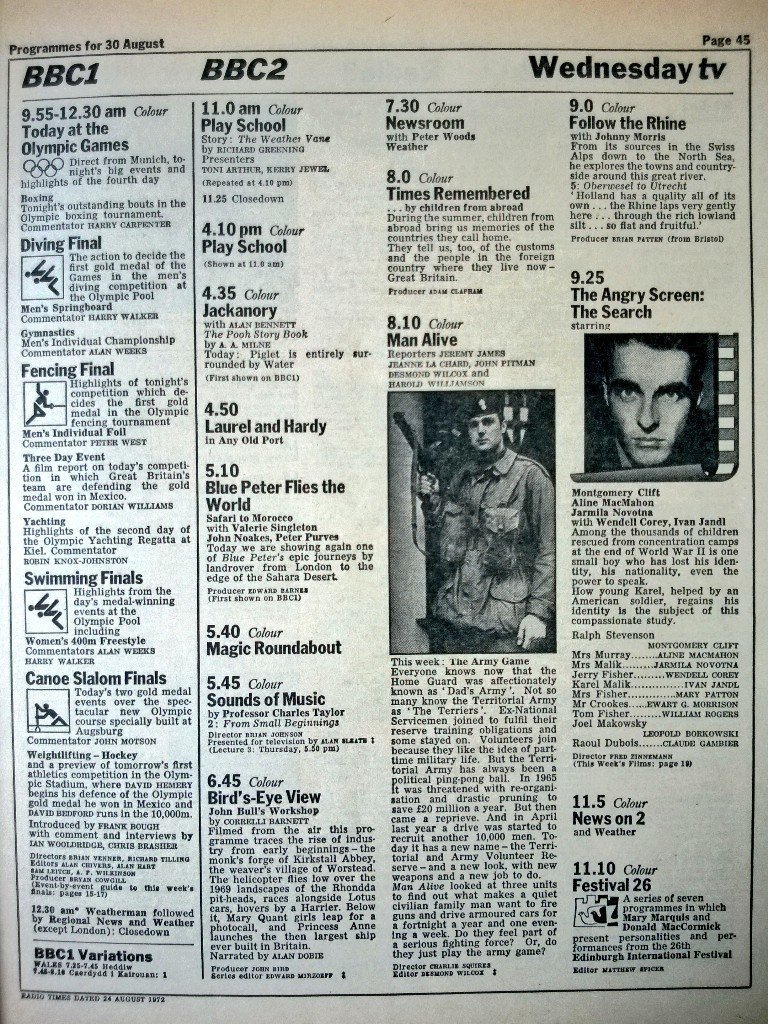 Programmes for 30 August
Page 45
BBC1
BBC2
Wednesday tv
9.55-12.30 am Colour
Today at the
Olympic Games
Direct from Munich, to-
night's big events and
highlights of the fourth day
Boxing
Tonight's outstanding bouts in the
Olympic boxing tournament.
Commentator HARRY CARPENTER
Diving Final
The action to decide the
first gold medal of the
Games in the men's
diving competition at
the Olympic Pool
Men's Springboard
Commentator HARRY WALKER
Gymnastics
Men's Individual Championship
Commentator ALAN WEEKS
Fencing Final
Highlights of tonight's
competition which de-
cides the first gold
medal in the Olympic
fencing tournament
Men's Individual Foil
Commentator PETER WEST
Three Day Event
A film report on today's competi-
tion in which Great Britain's
team are defending the gold
medal won in Mexico.
Commentator DORIAN WILLIAMS
Yachting
Highlights of the second day of
the Olympic Yachting Regatta at
Kiel. Commentator
ROBIN KNOX-JOHNSTON
Swimming Finals
Highlights from the
day's medal-winning
events at the
Olympic Pool
including
Women's 400m Freestyle
Commentators ALAN WEEKS
HARRY WALKER
Canoe Slalom Finals
Today's two gold medal
events over the spec-
tacular new Olympic
course specially built at
Augsburg
Commentator JOHN MOTSON
Weightlifting – Hockey
and a preview of tomorrow's first
athletics competition in the Olym-
pic Stadium, where DAVID HEMERY
begins his defence of the Olympic
gold medal he won in Mexico and
DAVID BEDFORD runs in the 10,000m.
Introduced by FRANK BOUGH
with comment and interviews by
IAN WOOLDRIDGE, CHRIS BRASHER
Directors BRIAN VENNER, RICHARD TILLING
Editors ALAN CHIVERS, ALAN HART
SAM LEITCH, A. P. WILKINSON
Producer BRYAN COWGILL
(Event-by-event guide to this week's
finals: pages 15-17)
12.30 am* Weatherman followed
by Regional News and Weather
(except London): Closedown
BBC1 Variations
WALES 7.25-7.45 Heddiw
7.45-8.10 Caerdydd i Kairouan: 1
RADIO TIMES DATED 24 AUGUST 1972
11.0 am Colour
Play School
Story: The Weather Vane
by RICHARD GREENING
Presenters
TONI ARTHUR, KERRY JEWEL
(Repeated at 4.10 pm)
11.25 Closedown
4.10 pm Colour
Play School
(Shown at 11.0 am)
4.35 Colour
Jackanory
with ALAN BENNETT
The Pooh Story Book
by A. A. MILNE
Today: Piglet is entirely sur-
rounded by Water
(First shown on BBC1)
4.50
Laurel and Hardy
in Any Old Port
5.10
Blue Peter Flies the
World
Safari to Morocco
with Valerie Singleton
John Noakes, Peter Purves
Today we are showing again one
of Blue Peter's epic journeys by
landrover from London to the
edge of the Sahara Desert.
Producer EDWARD BARNES
(First shown on BBC1)
5.40 Colour
Magic Roundabout
5.45 Colour
Sounds of Music
by Professor Charles Taylor
2: From Small Beginnings
Director BRIAN JOHNSON
Presented for television by ALAN SLEATH ‡
(Lecture 3: Thursday, 5.50 pm)
6.45 Colour
Bird's-Eye View
John Bull's Workshop
by CORRELLI BARNETT
Filmed from the air this pro-
gramme traces the rise of indus-
try from early beginnings – the
monk's forge of Kirkstall Abbey,
the weaver's village of Worstead.
The helicopter flies low over the
1969 landscapes of the Rhondda
pit-heads, races alongside Lotus
cars, hovers by a Harrier. Below
it, Mary Quant girls leap for a
photocall, and Princess Anne
launches the then largest ship
ever built in Britain.
Narrated by ALAN DOBIE
Producer JOHN BIRD
Series editor EDWARD MIRZOEFF ‡
7.30 Colour
Newsroom
with Peter Woods
Weather
8.0 Colour
Times Remembered
. . . by children from abroad
During the summer, children from
abroad bring us memories of the
countries they call home.
They tell us, too, of the customs
and the people in the foreign
country where they live now –
Great Britain.
Producer ADAM CLAPHAM
8.10 Colour
Man Alive
Reporters JEREMY JAMES
JEANNE LA CHARD, JOHN PITMAN
DESMOND WILCOX and
HAROLD WILLIAMSON
This week: The Army Game
Everyone knows that the
Home Guard was affectionately
known as 'Dad's Army'. Not so
many know the Territorial Army
as 'The Terriers'. Ex-National
Servicemen joined to fulfil their
reserve training obligations and
some stayed on. Volunteers join
because they like the idea of part-
time military life. But the Terri-
torial Army has always been a
political ping-pong ball. In 1965
it was threatened with re-organi-
sation and drastic pruning to
save £20 million a year. But then
came a reprieve. And in April
last year a drive was started to
recruit another 10,000 men. To-
day it has a new name – the Terri-
torial and Army Volunteer Re-
serve – and a new look, with new
weapons and a new job to do.
Man Alive looked at three units
to find out what makes a quiet
civilian family man want to fire
guns and drive armoured cars for
a fortnight a year and one even-
ing a week. Do they feel part of
a serious fighting force? Or, do
they just play the army game?
Director CHARLIE SQUIRES
Editor DESMOND WILCOX ‡
9.0 Colour
Follow the Rhine
with Johnny Morris
From its sources in the Swiss
Alps down to the North Sea,
he explores the towns and country-
side around this great river.
5: Oberwesel to Utrecht
'Holland has a quality all of its
own . . . the Rhine laps very gently
here . . . through the rich lowland
silt . . . so flat and fruitful.'
Producer BRIAN PATTEN (from Bristol)
9.25
The Angry Screen:
The Search
starring
Montgomery Clift
Aline MacMahon
Jarmila Novotna
with Wendell Corey, Ivan Jandl
Among the thousands of children
rescued from concentration camps
at the end of World War II is one
small boy who has lost his iden-
tity, his nationality, even the
power to speak.
How young Karel, helped by an
American soldier, regains his
identity is the subject of this
compassionate study.
Ralph Stevenson
MONTGOMERY CLIFT
Mrs Murray........ALINE MACMAHON
Mrs Malik........JARMILA NOVOTNA
Jerry Fisher........WENDELL COREY
Karel Malik............IVAN JANDL
Mrs Fisher............MARY PATTON
Mr Crookes.....EWART G. MORRISON
Tom Fisher.......WILLIAM ROGERS
Joel Makowsky
LEOPOLD BORKOWSKI
Raoul Dubois......CLAUDE GAMBIER
Director FRED ZINNEMANN
(This Week's Films: page 19)
11.5 Colour
News on 2
and Weather
11.10 Colour
Festival 26
A series of seven
programmes in which
Mary Marquis and
Donald MacCormick
present personalities and per-
formances from the 26th
Edinburgh International Festival
Editor MATTHEW SPICER